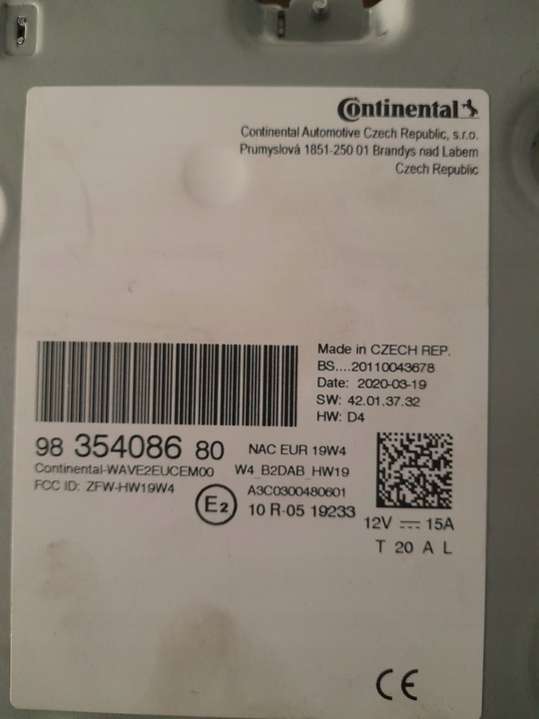 Continental
Continental Automotive Czech Republic, s.r.o.
Prumyslová 1851-250 01 Brandys nad Labem
Czech Republic
Made in CZECH REP.
BS....20110043678
Date: 2020-03-19
SW: 42.01.37.32
HW: D4
98 354086 80
NAC EUR 19W4
Continental-WAVE2EUCEM00
W4_B2DAB_HW19
FCC ID: ZFW-HW19W4
A3C0300480601
E2
10 R-05 19233
12V 15A
T 20 A L
CE